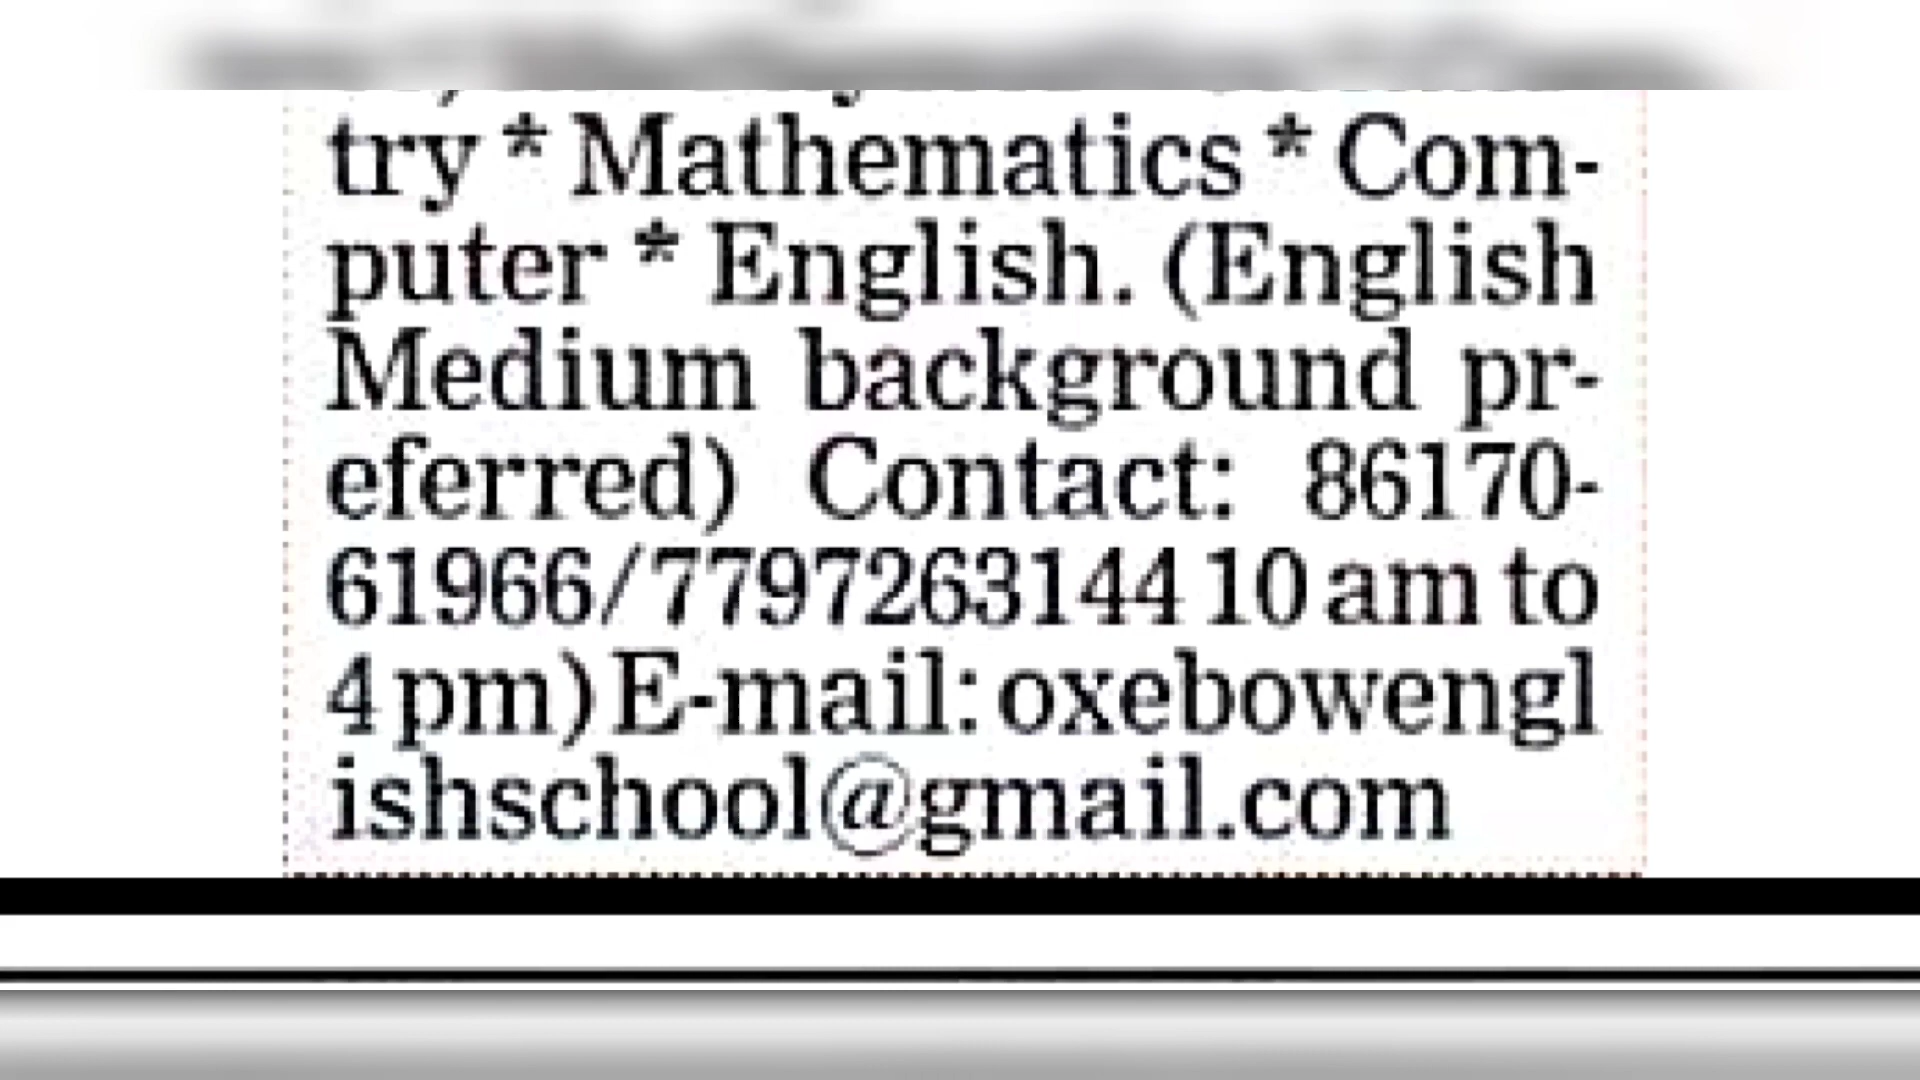 try * Mathematics * Com-
puter * English. (English
Medium background pr-
eferred) Contact: 86170-
61966/7797263144 10 am to
4 pm) E-mail: oxebowengl
ishschool@gmail.com